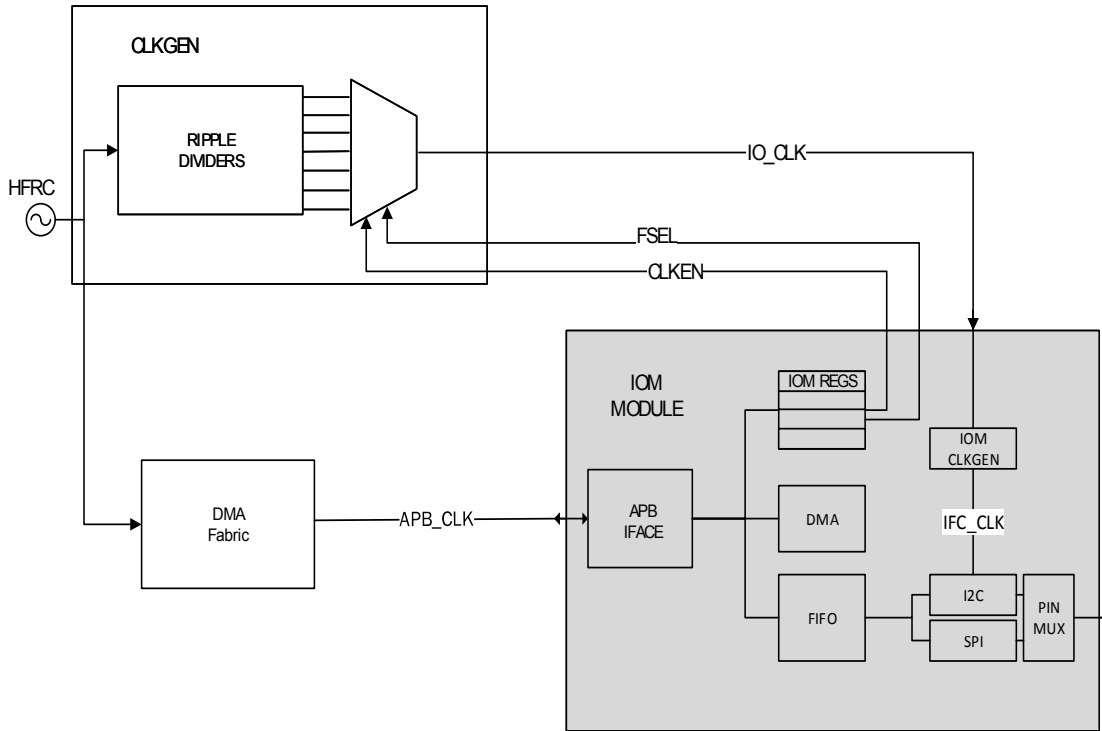 CLKGEN
RIPPLE
DIVIDERS
HFRC
IO_CLK
FSEL
CLKEN
IOM
MODULE
IOM REGS
IOM
CLKGEN
DMA
Fabric
APB_CLK
APB
IFACE
DMA
IFC_CLK
FIFO
I2C
SPI
PIN
MUX